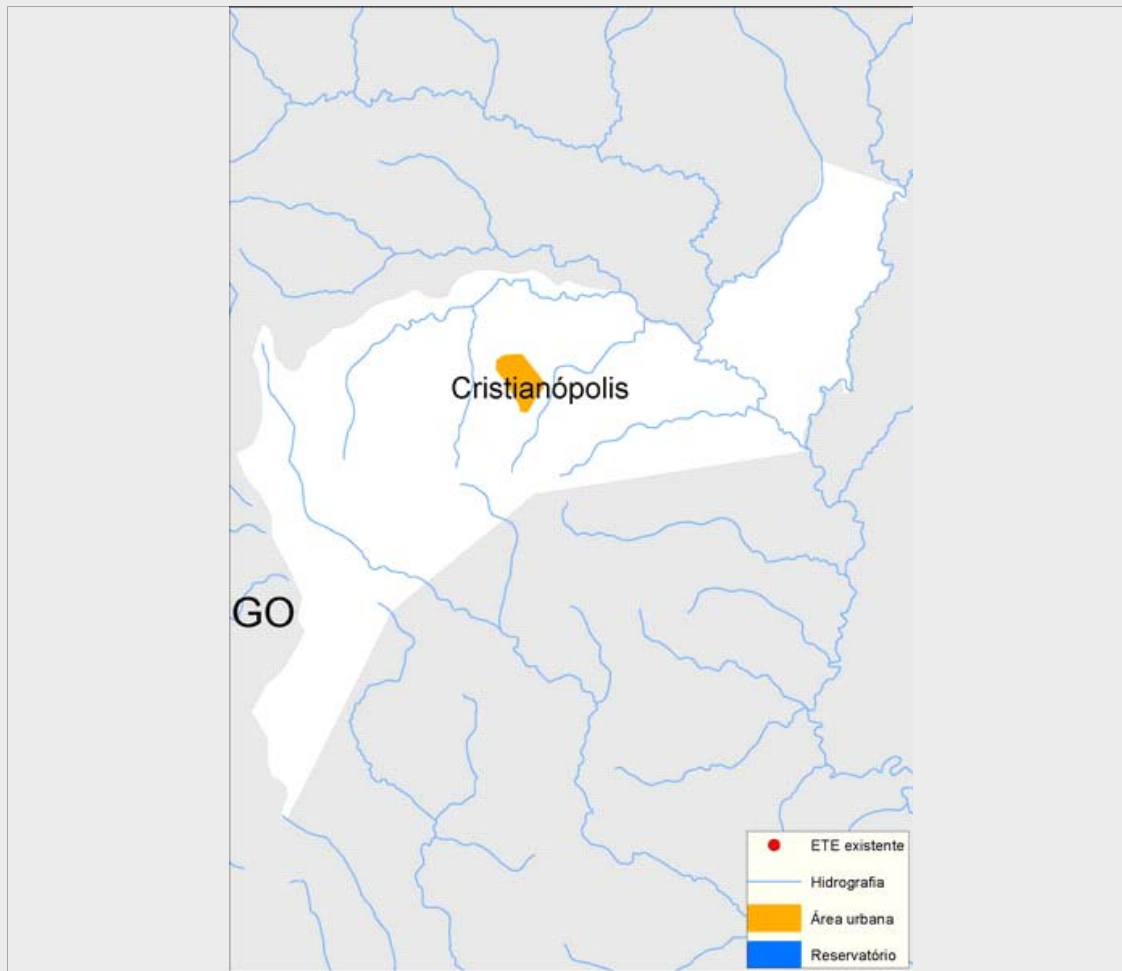 Cristianópolis
GO
ETE existente
Hidrografia
Área urbana
Reservatório